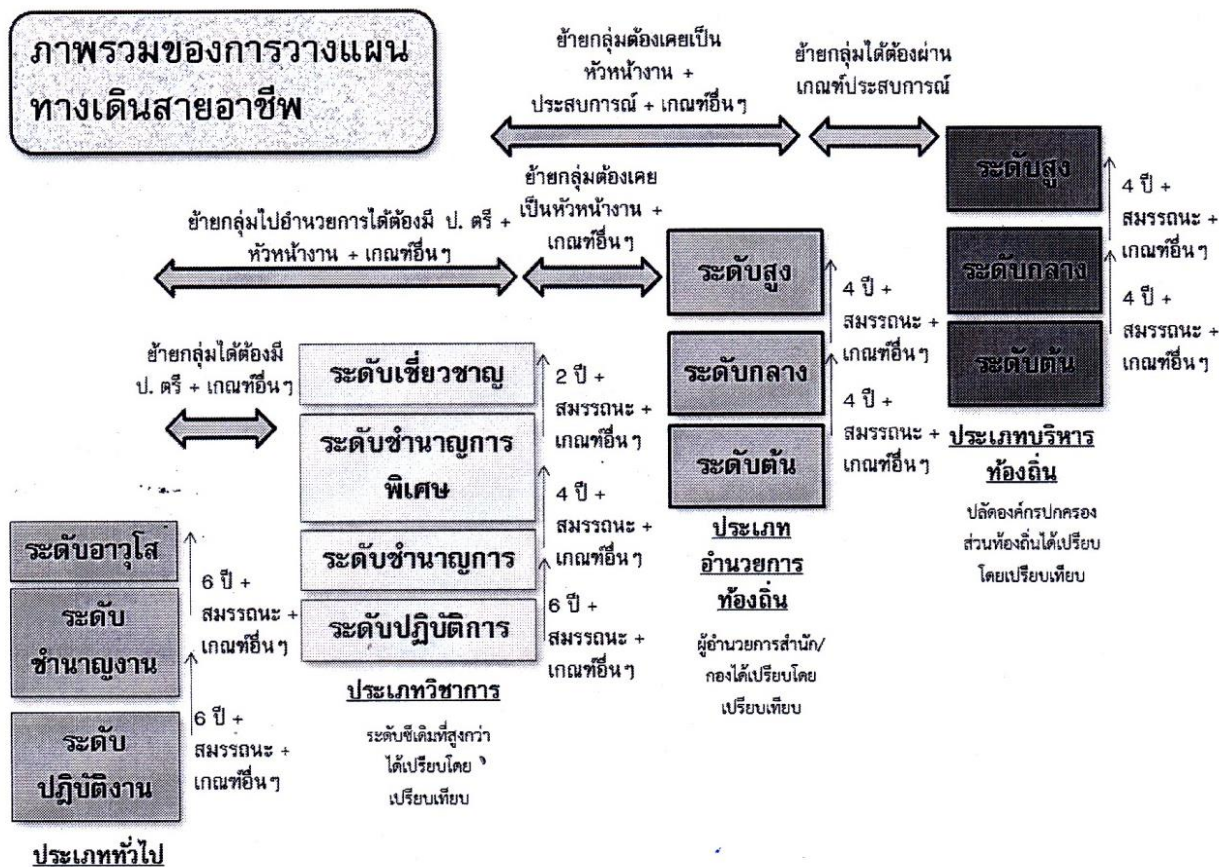 ภาพรวมของการวางแผน
ทางเดินสายอาชีพ
ย้ายกลุ่มต้องเคยเป็น
หัวหน้างาน +
ประสบการณ์ + เกณฑ์อื่นๆ
ย้ายกลุ่มได้ต้องผ่าน
เกณฑ์ประสบการณ์
ย้ายกลุ่มไปอำนวยการได้ต้องมี ป. ตรี +
หัวหน้างาน + เกณฑ์อื่นๆ
ย้ายกลุ่มต้องเคย
เป็นหัวหน้างาน +
เกณฑ์อื่นๆ
ย้ายกลุ่มได้ต้องมี
ป. ตรี + เกณฑ์อื่นๆ
ระดับอาวุโส
ระดับ
ชำนาญงาน
ระดับ
ปฏิบัติงาน
6 ปี +
สมรรถนะ +
เกณฑ์อื่นๆ
6 ปี +
สมรรถนะ +
เกณฑ์อื่นๆ
ประเภททั่วไป
ระดับเชี่ยวชาญ
ระดับชำนาญการ
พิเศษ
ระดับชำนาญการ
ระดับปฏิบัติการ
2 ปี +
สมรรถนะ +
เกณฑ์อื่นๆ
4 ปี +
สมรรถนะ +
เกณฑ์อื่นๆ
6 ปี +
สมรรถนะ +
เกณฑ์อื่นๆ
ประเภทวิชาการ
ระดับซีเดิมที่สูงกว่า
ได้เปรียบโดย
เปรียบเทียบ
ระดับสูง
ระดับกลาง
ระดับต้น
4 ปี +
สมรรถนะ +
เกณฑ์อื่นๆ
4 ปี +
สมรรถนะ +
เกณฑ์อื่นๆ
ประเภท
อำนวยการ
ท้องถิ่น
ผู้อำนวยการสำนัก/
กองได้เปรียบโดย
เปรียบเทียบ
ระดับสูง
ระดับกลาง
ระดับต้น
4 ปี +
สมรรถนะ +
เกณฑ์อื่นๆ
4 ปี +
สมรรถนะ +
เกณฑ์อื่นๆ
ประเภทบริหาร
ท้องถิ่น
ปลัดองค์กรปกครอง
ส่วนท้องถิ่นได้เปรียบ
โดยเปรียบเทียบ